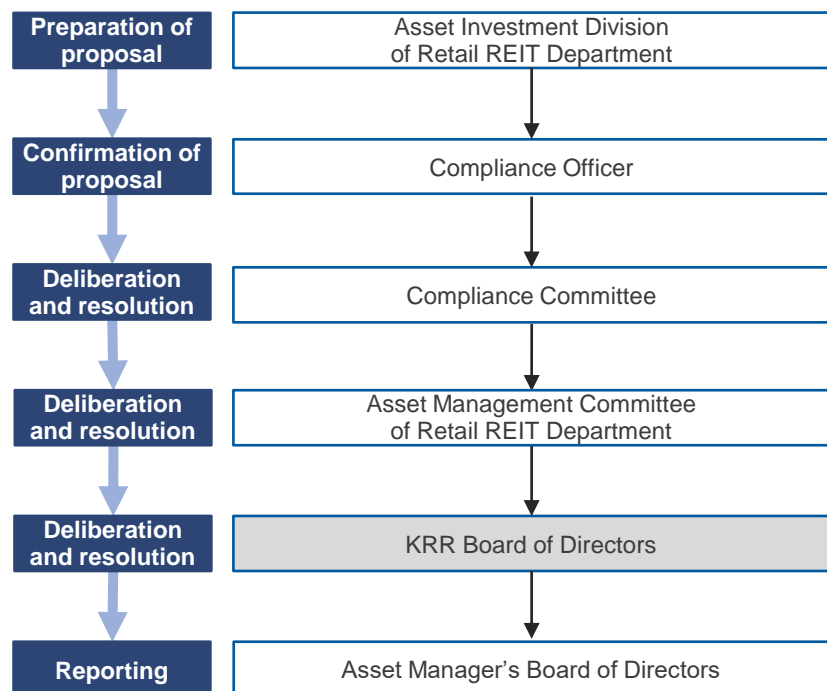 Preparation of
proposal
Asset Investment Division
of Retail REIT Department
Confirmation of
proposal
Compliance Officer
Deliberation
and resolution
Compliance Committee
Deliberation
and resolution
Asset Management Committee
of Retail REIT Department
Deliberation
and resolution
KRR Board of Directors
Reporting
Asset Manager’s Board of Directors